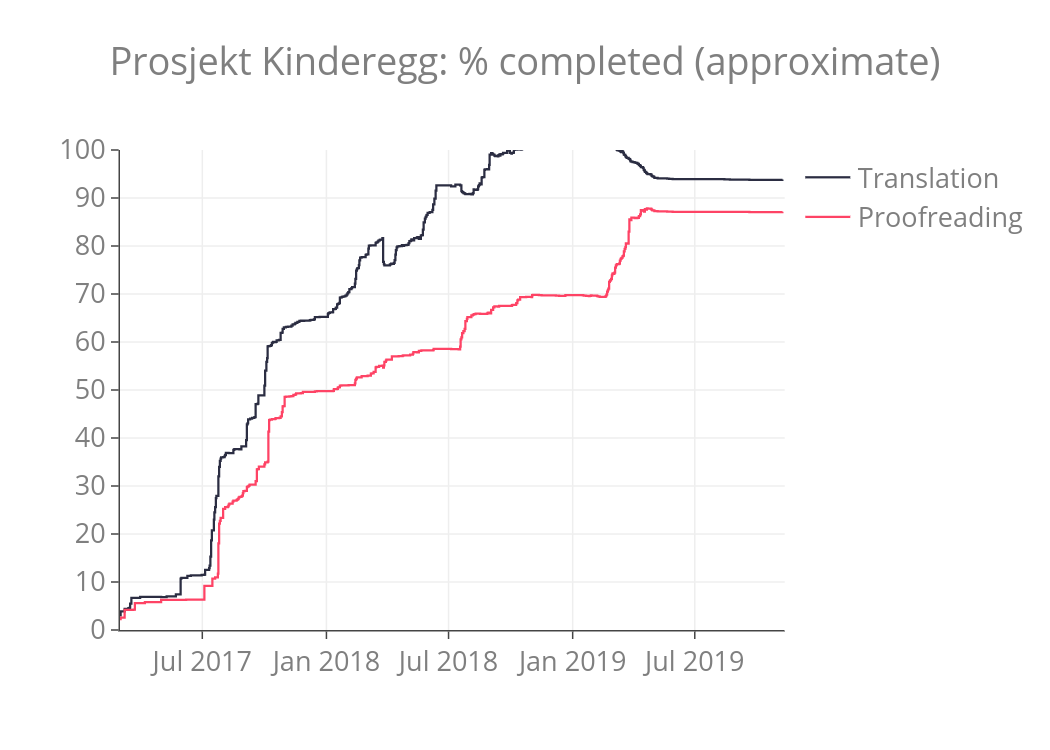 Prosjekt Kinderegg: % completed (approximate)
100
90
80
70
60
50
40
30
20
10
0
Jul 2017 Jan 2018 Jul 2018 Jan 2019 Jul 2019
Translation
Proofreading